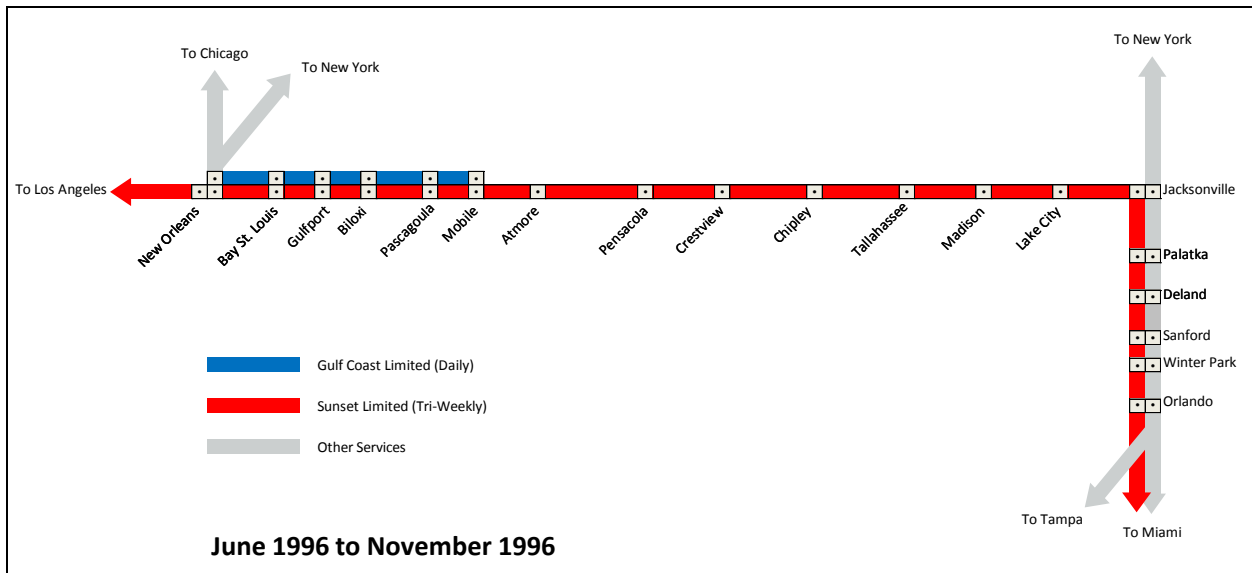 To New York
To Chicago
To New York
To Los Angeles
Jacksonville
New Orleans
Bay St. Louis
Gulfport
Biloxi
Pascagoula
Mobile
Atmore
Pensacola
Crestview
Chipley
Tallahassee
Madison
Lake City
Palatka
Deland
Sanford
Winter Park
Orlando
Gulf Coast Limited (Daily)
Sunset Limited (Tri-Weekly)
Other Services
To Tampa
To Miami
June 1996 to November 1996